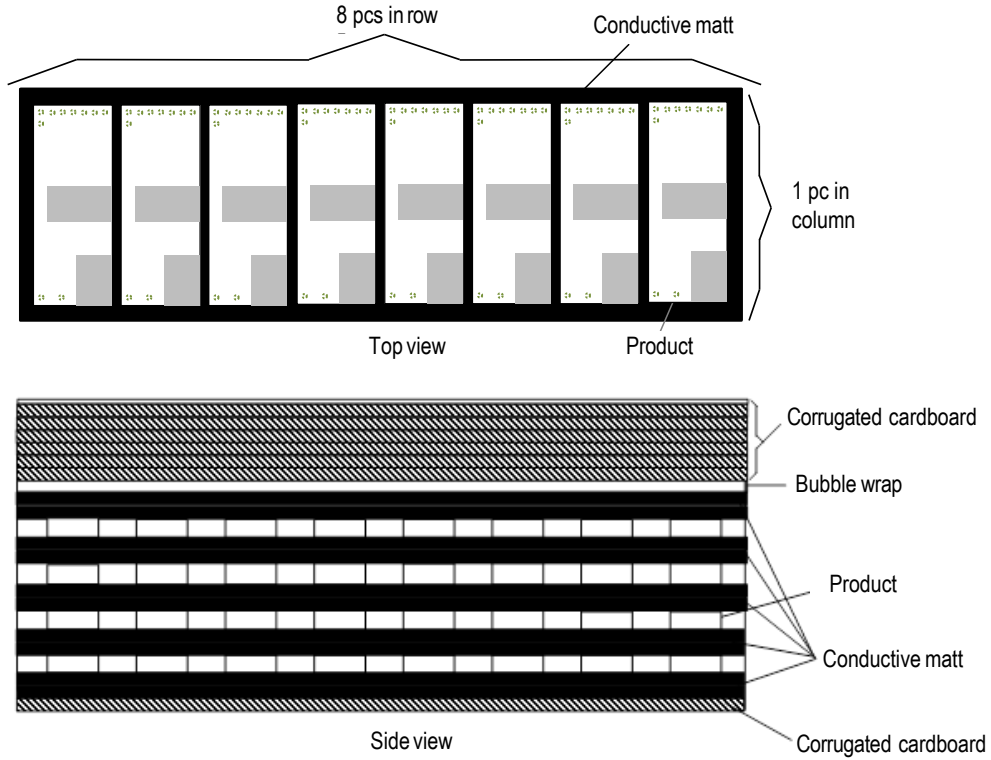 8 pcs in row
Conductive matt
1 pc in
column
Top view
Product
Corrugated cardboard
Bubble wrap
Product
Conductive matt
Side view
Corrugated cardboard